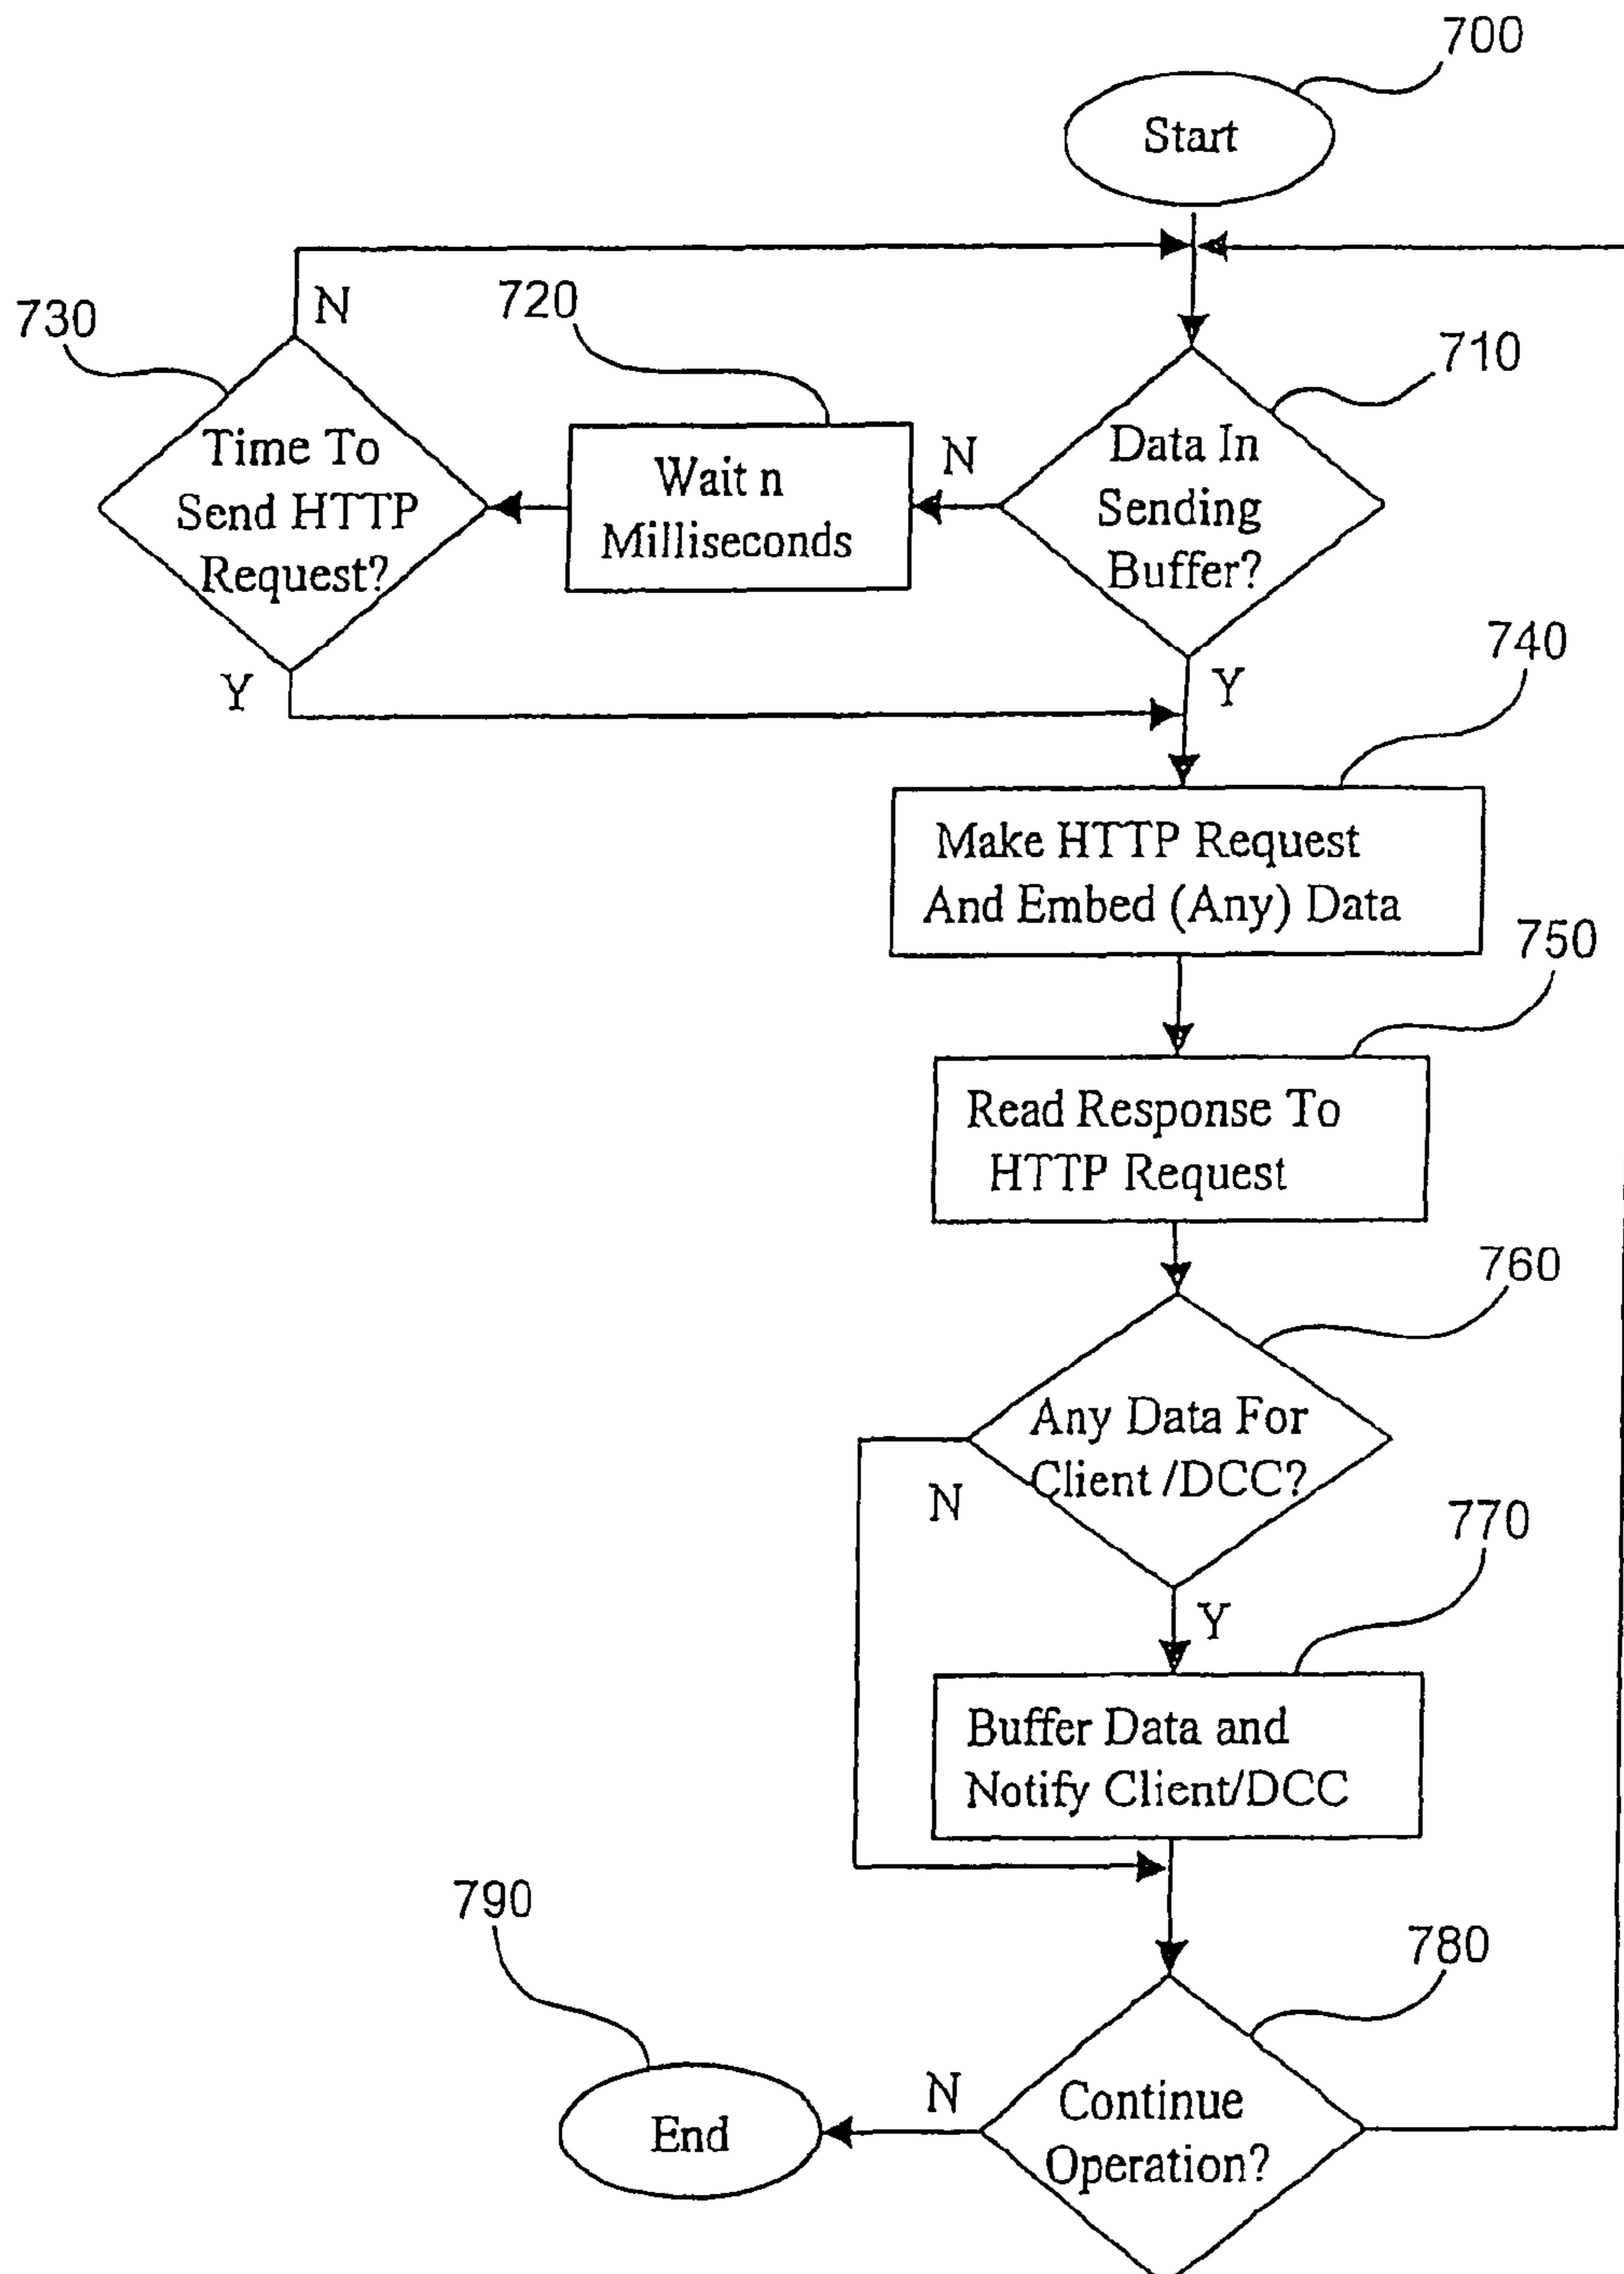 700
Start
N
730
720
710
Time To
Send HTTP
Request?
Wait n
Milliseconds
N
Data In
Sending
Buffer?
Y
Y
740
Make HTTP Request
And Embed (Any) Data
750
Read Response To
HTTP Request
760
Any Data For
Client /DCC?
N
770
Y
Buffer Data and
Notify Client/DCC
790
780
End
N
Continue
Operation?